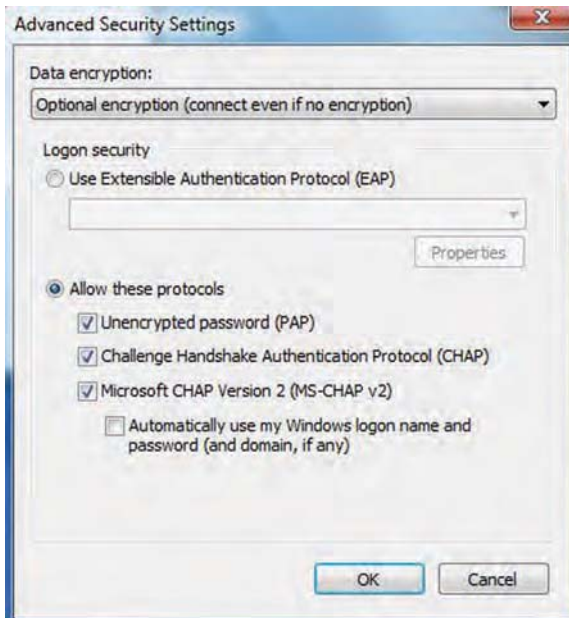 Advanced Security Settings
Data encryption:
Optional encryption (connect even if no encryption)
Logon security
Use Extensible Authentication Protocol (EAP)
Properties
Allow these protocols
Unencrypted password (PAP)
Challenge Handshake Authentication Protocol (CHAP)
Microsoft CHAP Version 2 (MS-CHAP v2)
Automatically use my Windows logon name and
password (and domain, if any)
OK Cancel